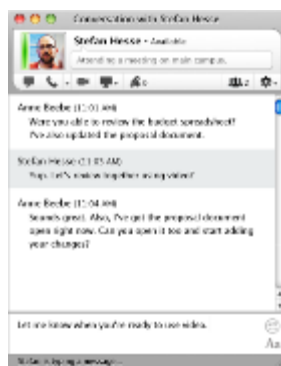 Conversation with Stefan Hesse
Stefan Hesse - Available
Attending a meeting on main campus.
Anne Beebe (11:01 AM)
Were you able to review the budget spreadsheet?
I've also updated the proposal document.
Stefan Hesse (11:03 AM)
Yup. Let's review together using video?
Anne Beebe (11:04 AM)
Sounds great. Also, I've got the proposal document
open right now. Can you open it too and start adding
your changes?
Let me know when you're ready to use video.
Aa
Stefan is typing a message...